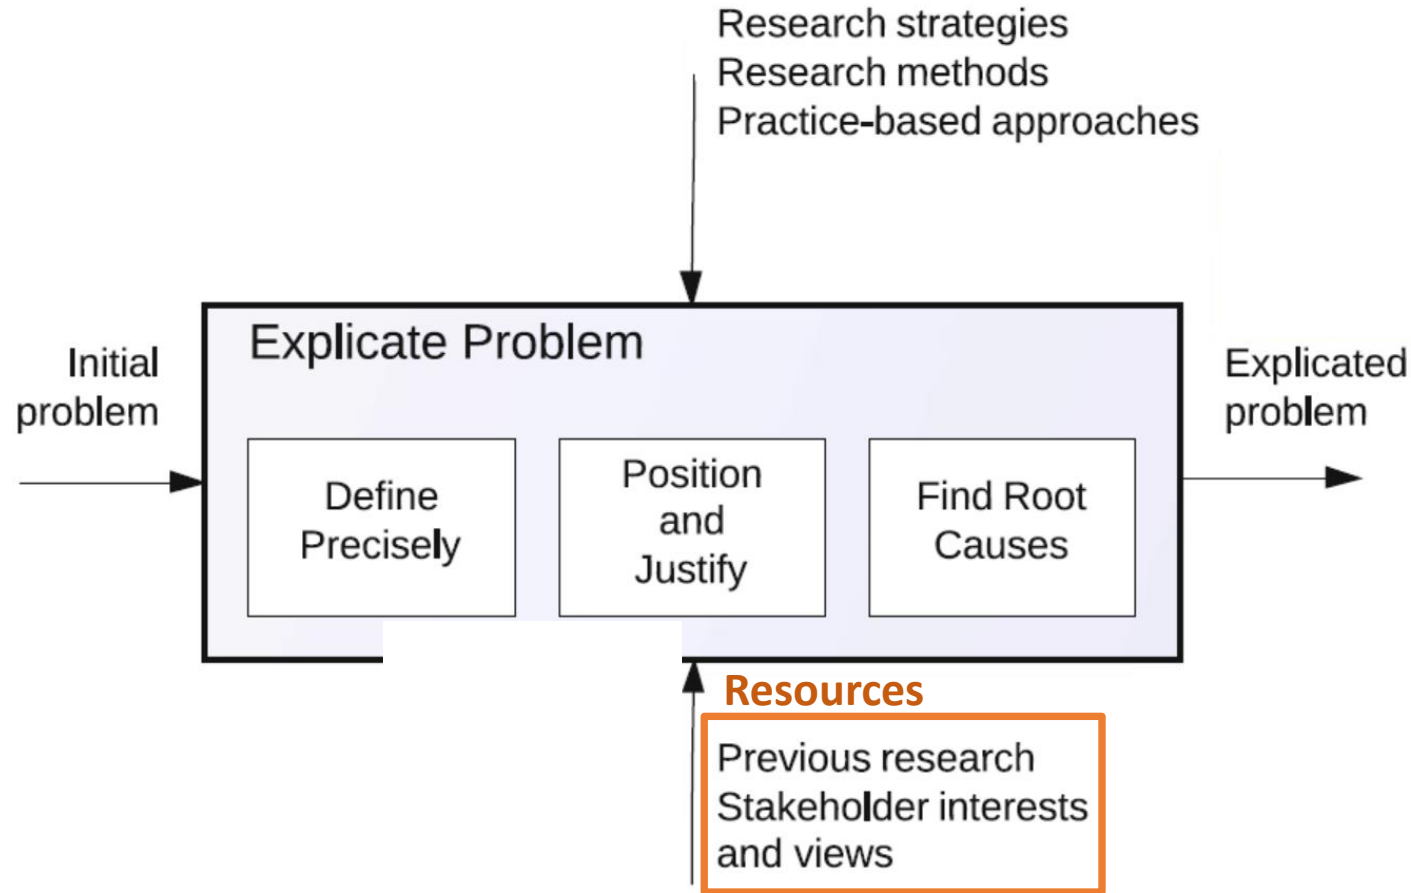 Research strategies
Research methods
Practice-based approaches
Explicate Problem
Initial
problem
Explicated
problem
Define
Precisely
Position
and
Justify
Find Root
Causes
Resources
Previous research
Stakeholder interests
and views